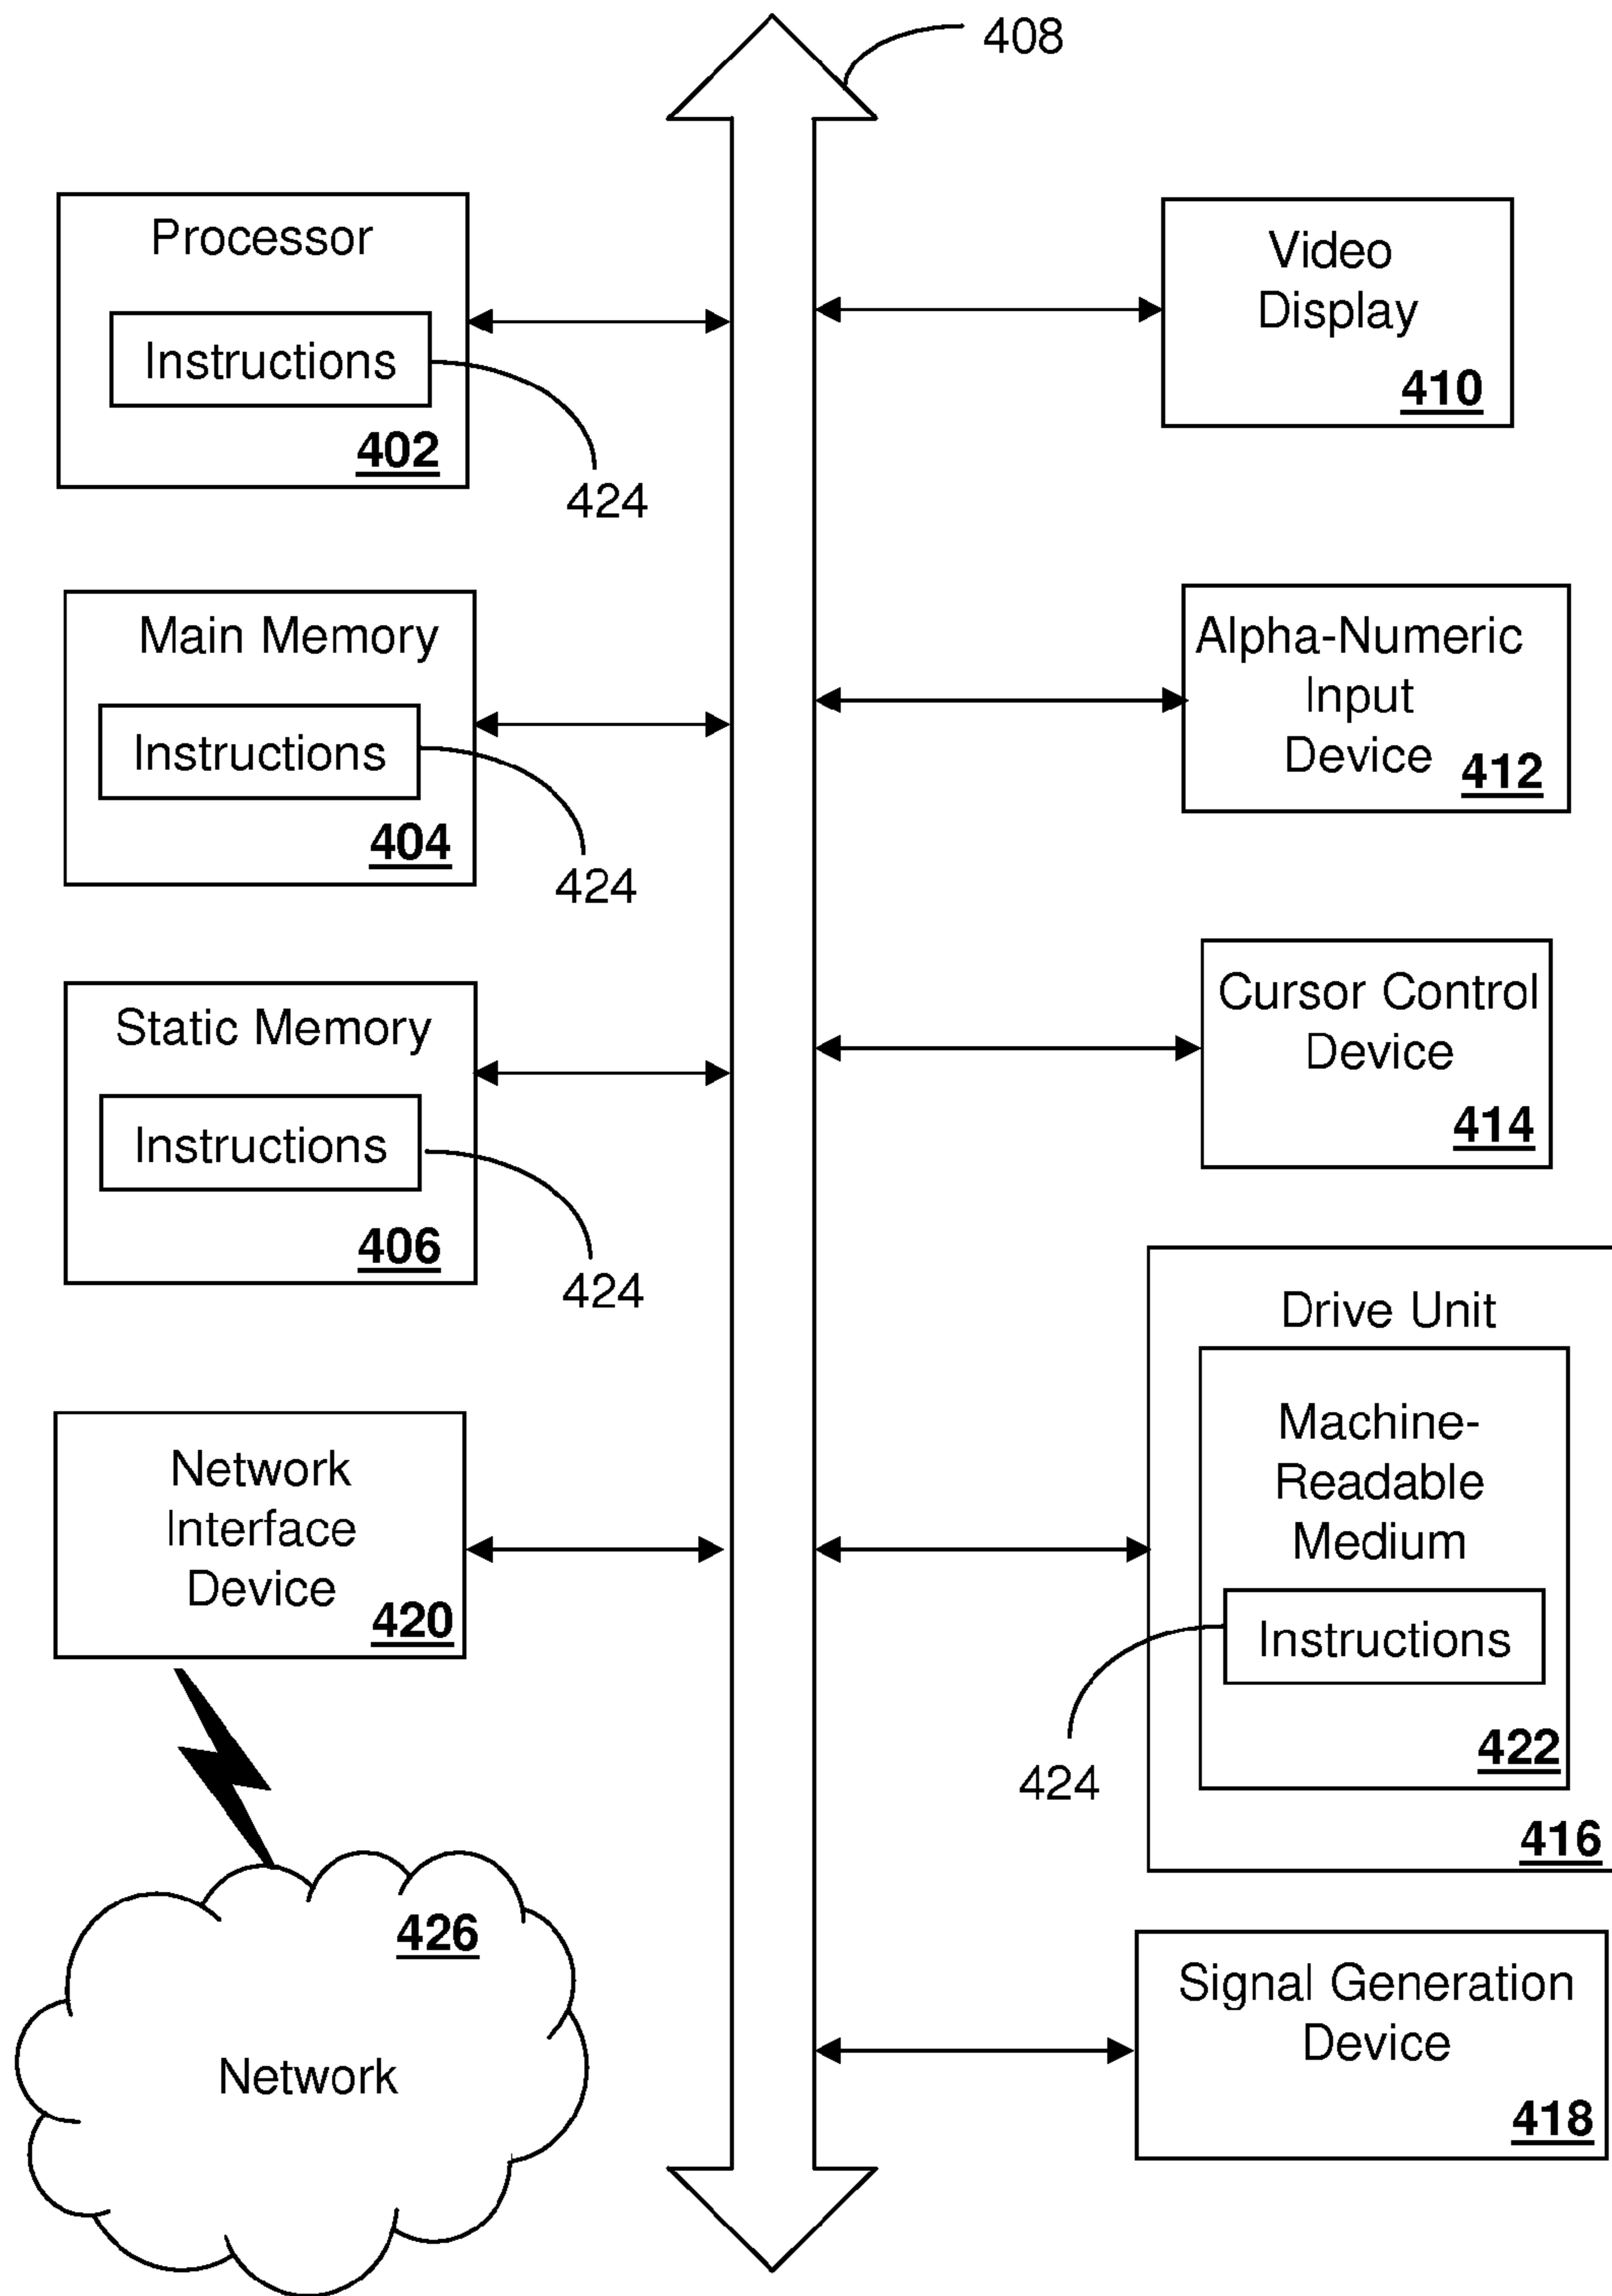 408
Processor
Instructions
402
424
Main Memory
Instructions
404
424
Static Memory
Instructions
406
424
Network
Interface
Device
420
426
Network
Video
Display
410
Alpha-Numeric
Input
Device
412
Cursor Control
Device
414
Drive Unit
Machine-
Readable
Medium
Instructions
424
422
416
Signal Generation
Device
418